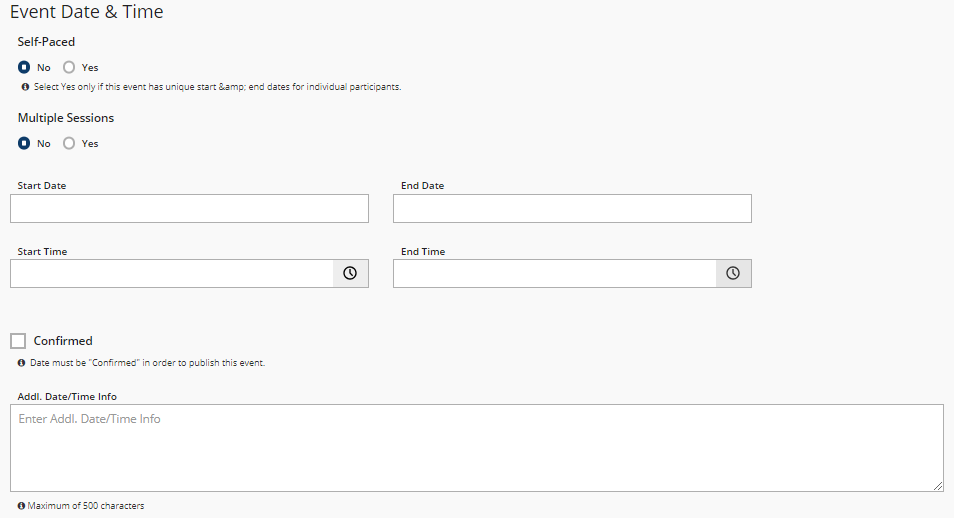 Event Date & Time
Self-Paced
No Yes
Select Yes only if this event has unique start &amp; end dates for individual participants.
Multiple Sessions
No Yes
Start Date End Date
Start Time End Time
Confirmed
Date must be "Confirmed" in order to publish this event.
Addl. Date/Time Info
Enter Addl. Date/Time Info
Maximum of 500 characters